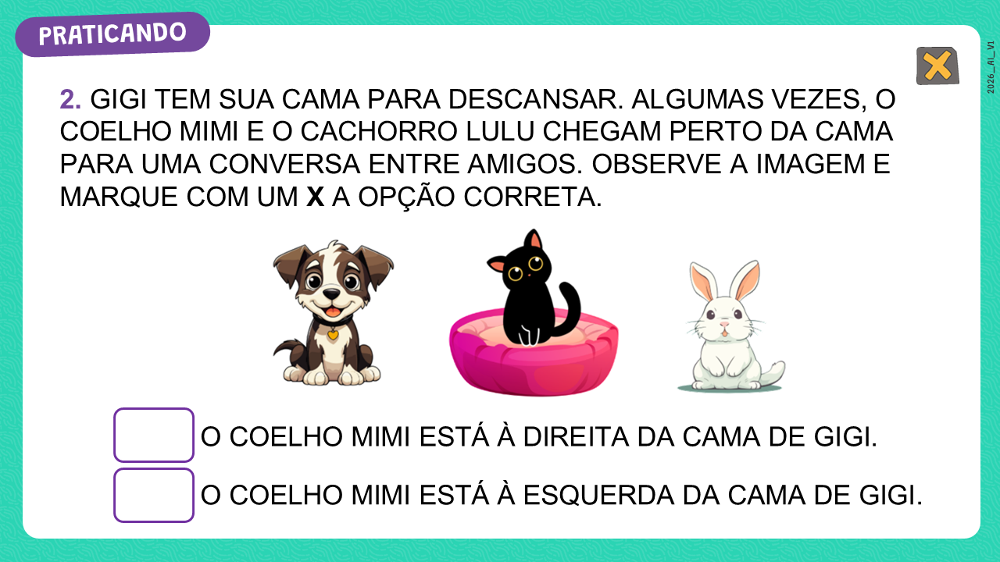 PRATICANDO
2026_AI_V1
2. GIGI TEM SUA CAMA PARA DESCANSAR. ALGUMAS VEZES, O
COELHO MIMI E O CACHORRO LULU CHEGAM PERTO DA CAMA
PARA UMA CONVERSA ENTRE AMIGOS. OBSERVE A IMAGEM E
MARQUE COM UM X A OPÇÃO CORRETA.
O COELHO MIMI ESTÁ À DIREITA DA CAMA DE GIGI.
O COELHO MIMI ESTÁ À ESQUERDA DA CAMA DE GIGI.